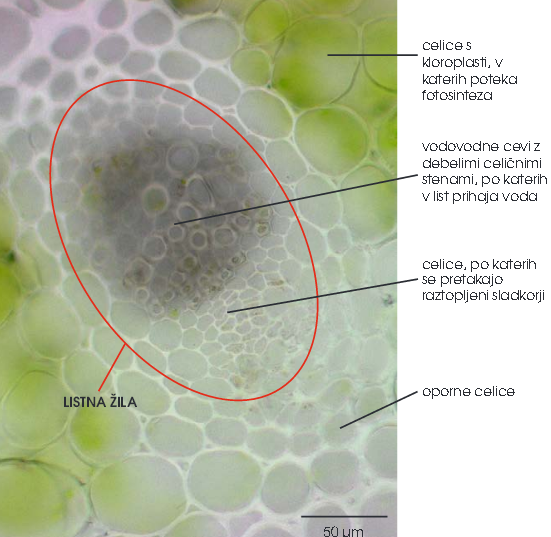 celice s
kloroplasti, v
katerih poteka
fotosinteza
vodovodne cevi z
debelimi celičnimi
stenami, po katerih
v list prihaja voda
celice, po katerih
se pretakajo
raztopljeni sladkorji
LISTNA ŽILA
oporne celice
50 µm